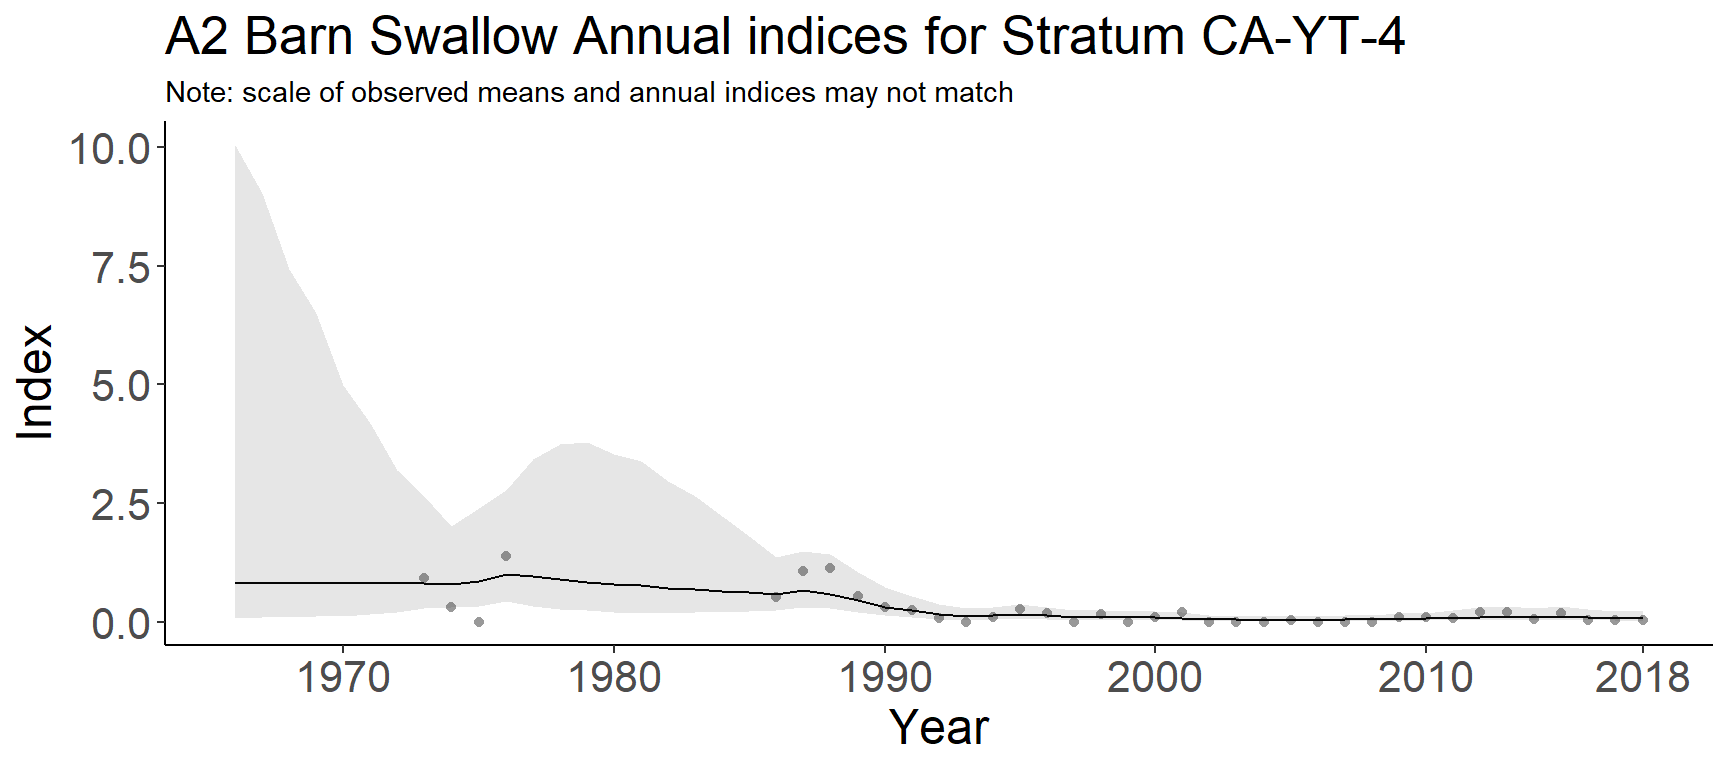 A2 Barn Swallow Annual indices for Stratum CA-YT-4
Note: scale of observed means and annual indices may not match
10.0
7.5
5.0
2.5
0.0
Index
1970 1980 1990 2000 2010 2018
Year